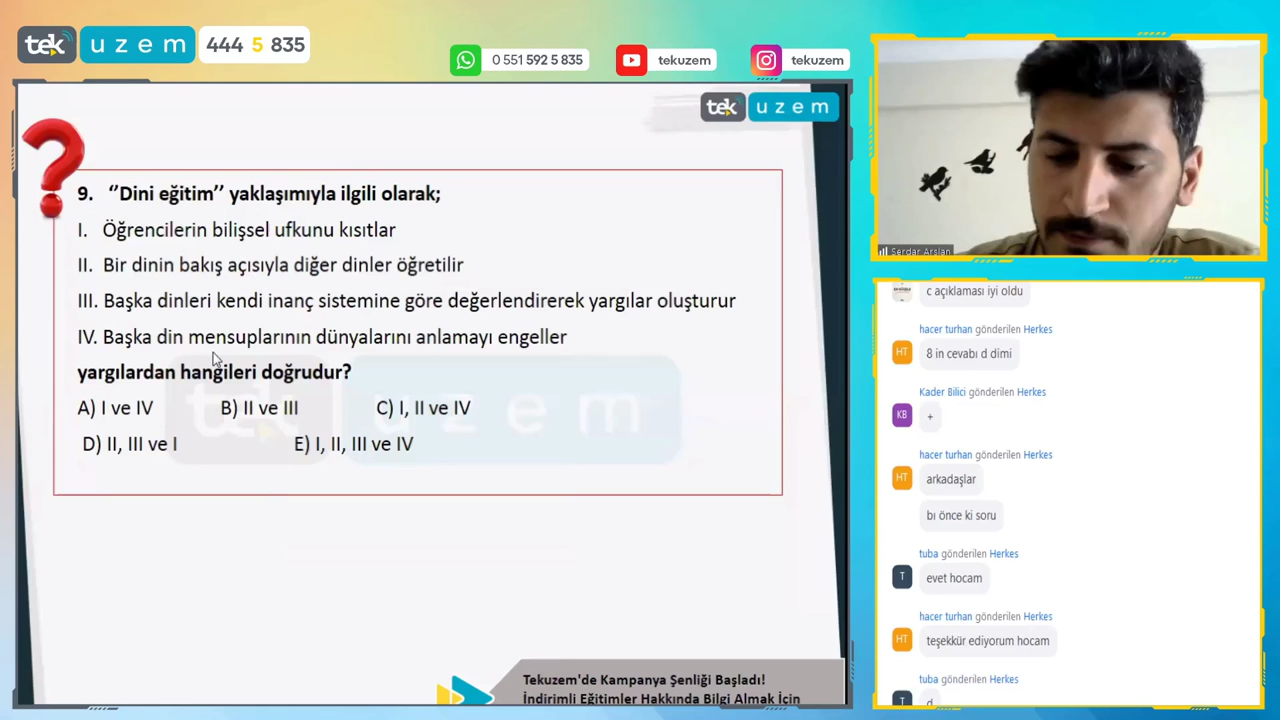 tek uzem 444 5 835
0 551 592 5 835
tekuzem
tekuzem
tek uzem
9. ‘’Dini eğitim’’ yaklaşımıyla ilgili olarak;
I. Öğrencilerin bilişsel ufkunu kısıtlar
II. Bir dinin bakış açısıyla diğer dinler öğretilir
III. Başka dinleri kendi inanç sistemine göre değerlendirerek yargılar oluşturur
IV. Başka din mensuplarının dünyalarını anlamayı engeller
yargılardan hangileri doğrudur?
A) I ve IV B) II ve III C) I, II ve IV
D) II, III ve I E) I, II, III ve IV
tek uzem
Tekuzem'de Kampanya Şenliği Başladı!
İndirimli Eğitimler Hakkında Bilgi Almak İçin
Serdar Arslan
c açıklaması iyi oldu
hacer turhan gönderilen Herkes
HT 8 in cevabı d dimi
Kader Bilici gönderilen Herkes
KB +
hacer turhan gönderilen Herkes
HT arkadaşlar
bı önce ki soru
tuba gönderilen Herkes
T evet hocam
hacer turhan gönderilen Herkes
HT teşekkür ediyorum hocam
tuba gönderilen Herkes
T d